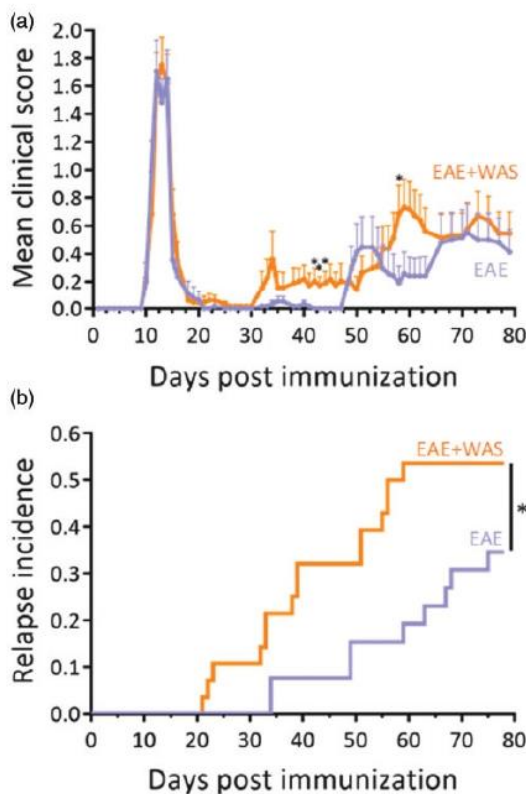 (a)
Mean clinical score
2.0
1.8
1.6
1.4
1.2
1.0
0.8
0.6
0.4
0.2
0.0
*
**
*
EAE+WAS
EAE
0 10 20 30 40 50 60 70 80
Days post immunization
(b)
Relapse incidence
0.6
0.5
0.4
0.3
0.2
0.1
0.0
EAE+WAS
EAE
*
0 10 20 30 40 50 60 70 80
Days post immunization